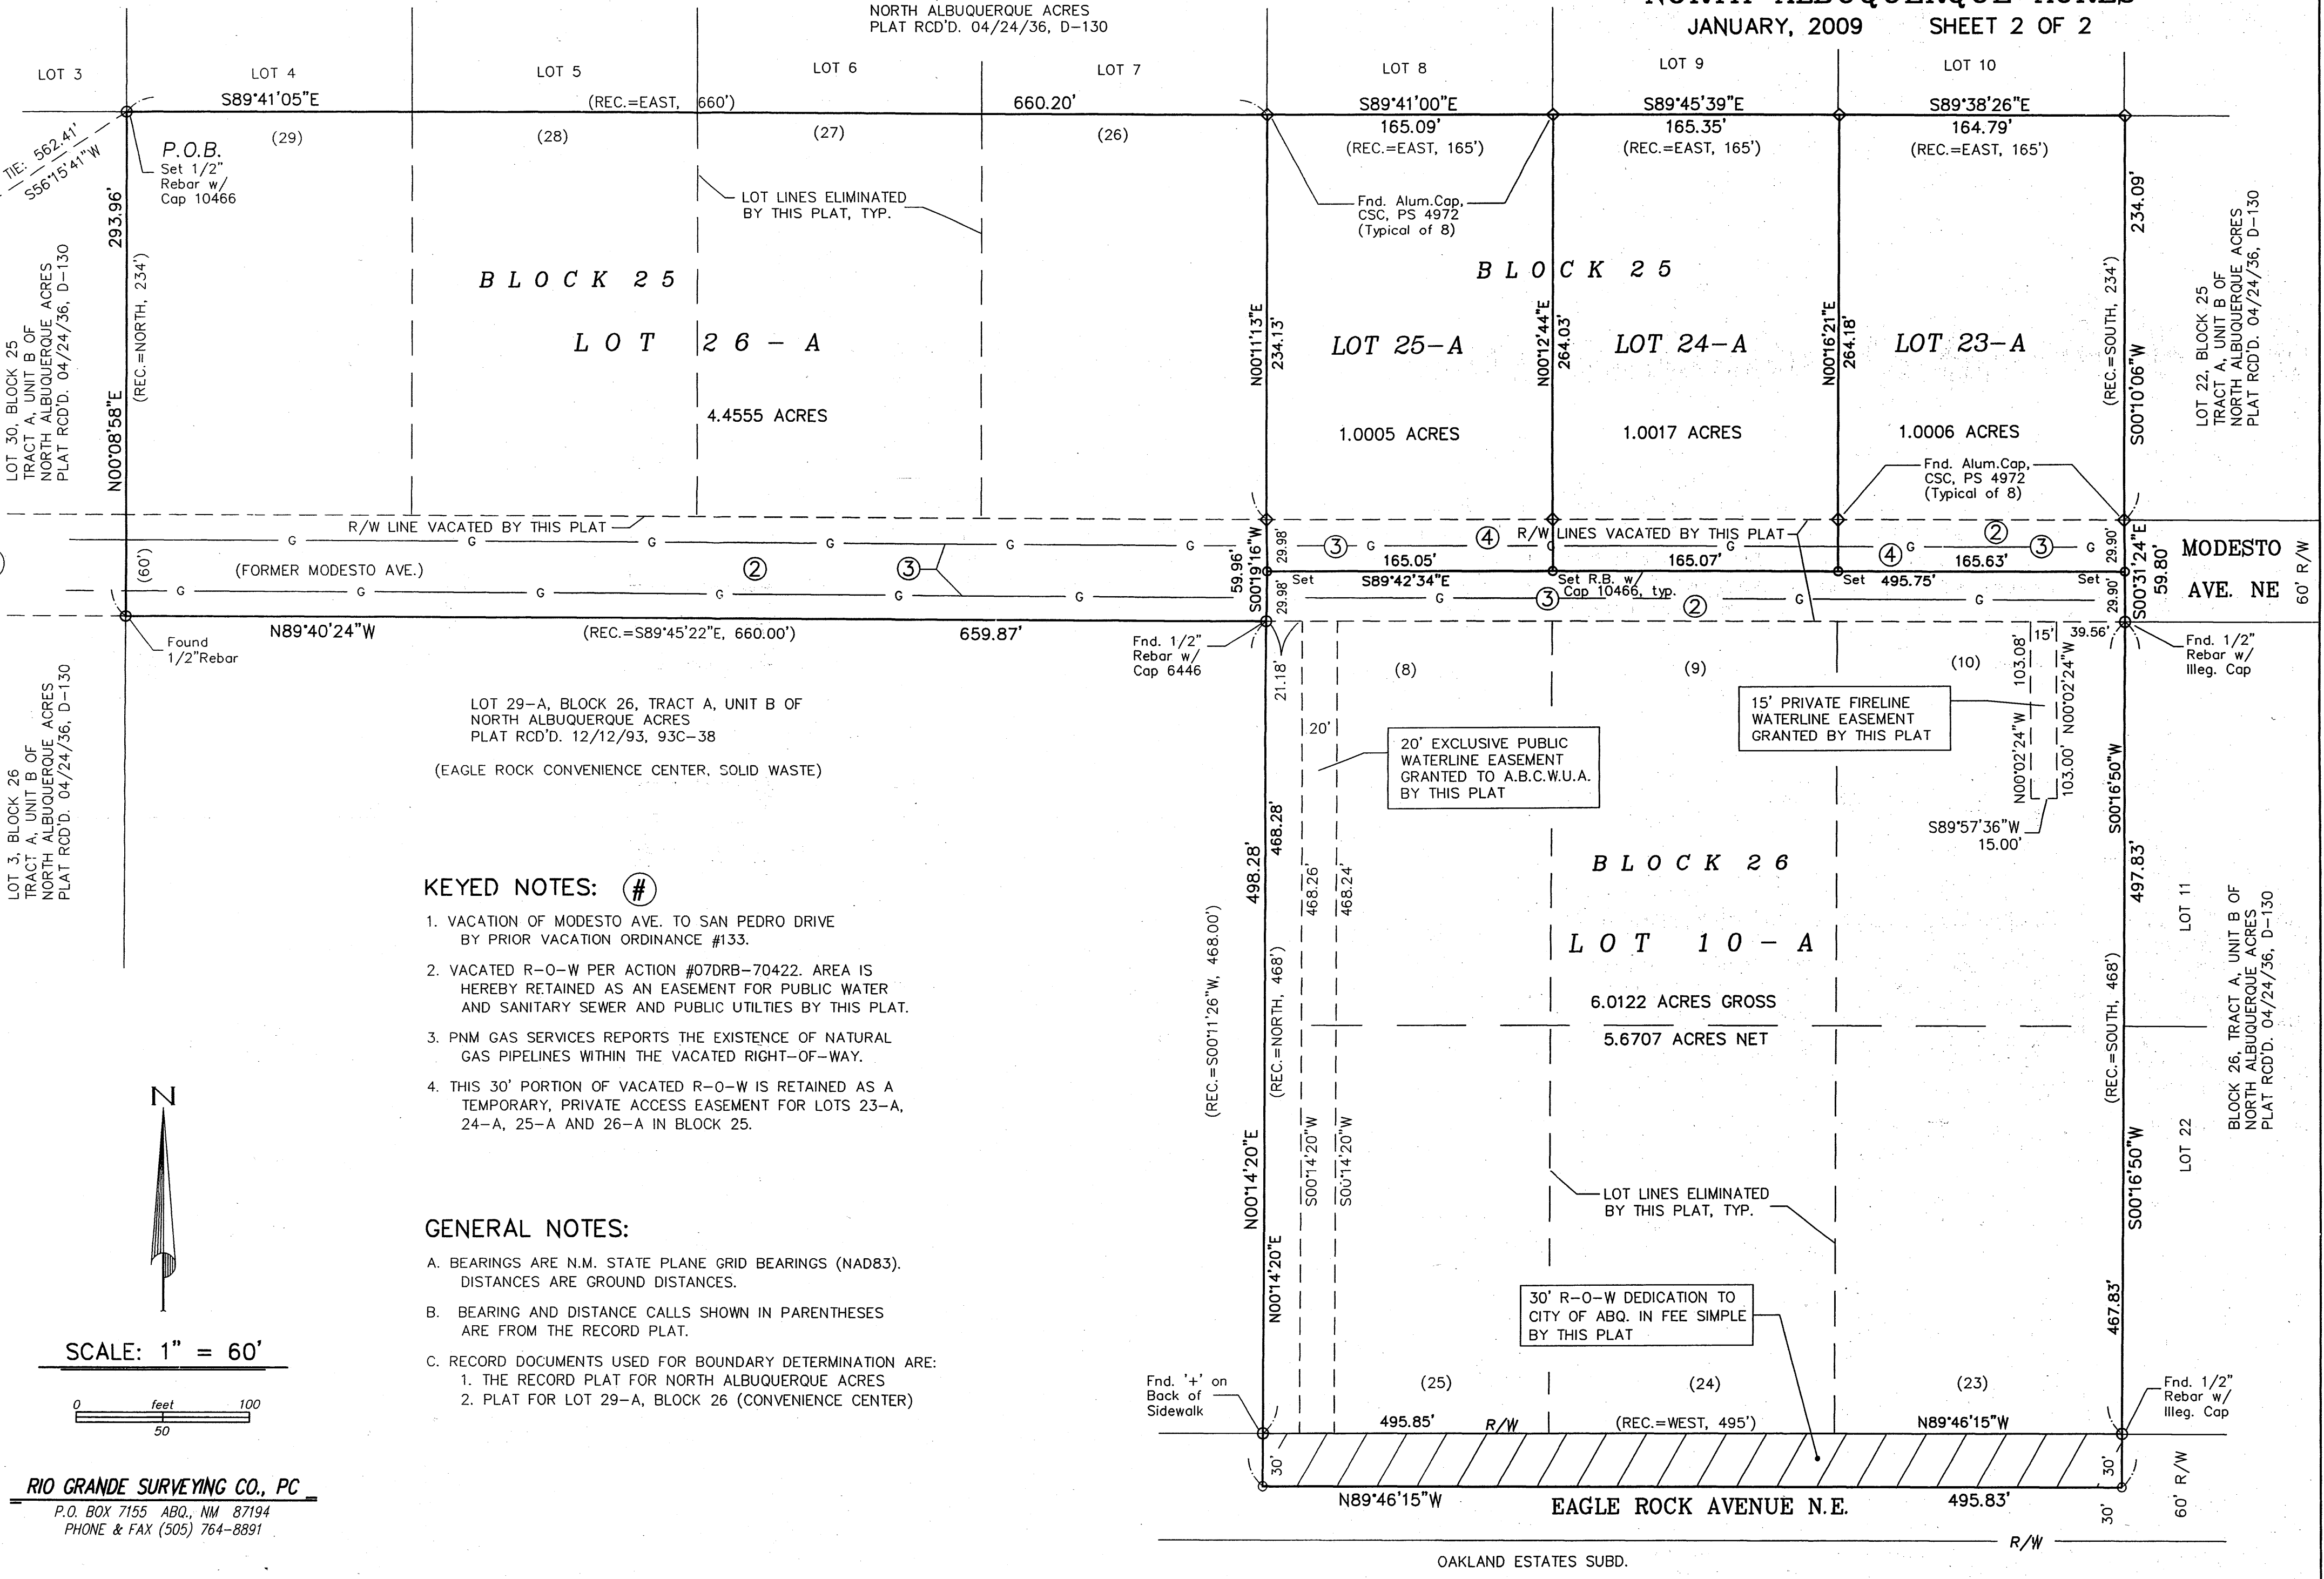 NORTH ALBUQUERQUE ACRES
PLAT RCD'D. 04/24/36, D-130
NORTH ALBUQUERQUE ACRES
JANUARY, 2009 SHEET 2 OF 2
LOT 3
LOT 4
LOT 5
LOT 6
LOT 7
LOT 8
LOT 9
LOT 10
S89°41'05"E
(REC.=EAST, 660')
660.20'
S89°41'00"E
S89°45'39"E
S89°38'26"E
165.09'
165.35'
164.79'
(REC.=EAST, 165')
(REC.=EAST, 165')
(REC.=EAST, 165')
(29)
(28)
(27)
(26)
TIE: 562.41'
S56°15'41"W
P.O.B.
Set 1/2"
Rebar w/
Cap 10466
LOT LINES ELIMINATED
BY THIS PLAT, TYP.
Fnd. Alum.Cap,
CSC, PS 4972
(Typical of 8)
293.96'
(REC.=NORTH, 234')
N00°08'58"E
LOT 30, BLOCK 25
TRACT A, UNIT B OF
NORTH ALBUQUERQUE ACRES
PLAT RCD'D. 04/24/36, D-130
BLOCK 25
LOT 26-A
4.4555 ACRES
N00°11'13"E
234.13'
BLOCK 25
LOT 25-A
1.0005 ACRES
N00°12'44"E
264.03'
LOT 24-A
1.0017 ACRES
N00°16'21"E
264.18'
LOT 23-A
1.0006 ACRES
234.09'
(REC.=SOUTH, 234')
S00°10'06"W
LOT 22, BLOCK 25
TRACT A, UNIT B OF
NORTH ALBUQUERQUE ACRES
PLAT RCD'D. 04/24/36, D-130
Fnd. Alum.Cap,
CSC, PS 4972
(Typical of 8)
R/W LINE VACATED BY THIS PLAT
G G G G G G
(60')
(FORMER MODESTO AVE.)
2
3
G G G G G G
59.96'
S00°19'16"W
29.98'
29.98'
3 G 4 R/W LINES VACATED BY THIS PLAT G G 4 G 2 3 G
165.05'
165.07'
165.63'
Set
S89°42'34"E
Set R.B. w/
Cap 10466, typ.
Set
495.75'
Set
G 3 2 G G
29.90'
29.90'
S00°31'24"E
59.80'
MODESTO
AVE. NE
60' R/W
N89°40'24"W
(REC.=S89°45'22"E, 660.00')
659.87'
Found
1/2"Rebar
Fnd. 1/2"
Rebar w/
Cap 6446
21.18'
20'
(8)
(9)
(10)
103.08'
15'
39.56'
Fnd. 1/2"
Rebar w/
Illeg. Cap
LOT 3, BLOCK 26
TRACT A, UNIT B OF
NORTH ALBUQUERQUE ACRES
PLAT RCD'D. 04/24/36, D-130
LOT 29-A, BLOCK 26, TRACT A, UNIT B OF
NORTH ALBUQUERQUE ACRES
PLAT RCD'D. 12/12/93, 93C-38
(EAGLE ROCK CONVENIENCE CENTER, SOLID WASTE)
20' EXCLUSIVE PUBLIC
WATERLINE EASEMENT
GRANTED TO A.B.C.W.U.A.
BY THIS PLAT
15' PRIVATE FIRELINE
WATERLINE EASEMENT
GRANTED BY THIS PLAT
N00°02'24"W
103.00' N00°02'24"W
S89°57'36"W
15.00'
S00°16'50"W
498.28'
468.28'
468.26'
468.24'
497.83'
BLOCK 26
LOT 10-A
6.0122 ACRES GROSS
5.6707 ACRES NET
(REC.=S00°11'26"W, 468.00')
(REC.=NORTH, 468')
(REC.=SOUTH, 468')
N00°14'20"E
N00°14'20"E
S00°14'20"W
S00°14'20"W
S00°16'50"W
467.83'
LOT 11
LOT 22
BLOCK 26, TRACT A, UNIT B OF
NORTH ALBUQUERQUE ACRES
PLAT RCD'D. 04/24/36, D-130
KEYED NOTES: #
1. VACATION OF MODESTO AVE. TO SAN PEDRO DRIVE
BY PRIOR VACATION ORDINANCE #133.
2. VACATED R-O-W PER ACTION #07DRB-70422. AREA IS
HEREBY RETAINED AS AN EASEMENT FOR PUBLIC WATER
AND SANITARY SEWER AND PUBLIC UTILTIES BY THIS PLAT.
3. PNM GAS SERVICES REPORTS THE EXISTENCE OF NATURAL
GAS PIPELINES WITHIN THE VACATED RIGHT-OF-WAY.
4. THIS 30' PORTION OF VACATED R-O-W IS RETAINED AS A
TEMPORARY, PRIVATE ACCESS EASEMENT FOR LOTS 23-A,
24-A, 25-A AND 26-A IN BLOCK 25.
GENERAL NOTES:
A. BEARINGS ARE N.M. STATE PLANE GRID BEARINGS (NAD83).
DISTANCES ARE GROUND DISTANCES.
B. BEARING AND DISTANCE CALLS SHOWN IN PARENTHESES
ARE FROM THE RECORD PLAT.
C. RECORD DOCUMENTS USED FOR BOUNDARY DETERMINATION ARE:
1. THE RECORD PLAT FOR NORTH ALBUQUERQUE ACRES
2. PLAT FOR LOT 29-A, BLOCK 26 (CONVENIENCE CENTER)
N
SCALE: 1" = 60'
0 feet 100
50
RIO GRANDE SURVEYING CO., PC
P.O. BOX 7155 ABQ., NM 87194
PHONE & FAX (505) 764-8891
LOT LINES ELIMINATED
BY THIS PLAT, TYP.
30' R-O-W DEDICATION TO
CITY OF ABQ. IN FEE SIMPLE
BY THIS PLAT
Fnd. '+' on
Back of
Sidewalk
(25)
(24)
(23)
Fnd. 1/2"
Rebar w/
Illeg. Cap
495.85'
R/W
(REC.=WEST, 495')
N89°46'15"W
30'
30'
N89°46'15"W
EAGLE ROCK AVENUE N.E.
495.83'
30'
60' R/W
R/W
OAKLAND ESTATES SUBD.